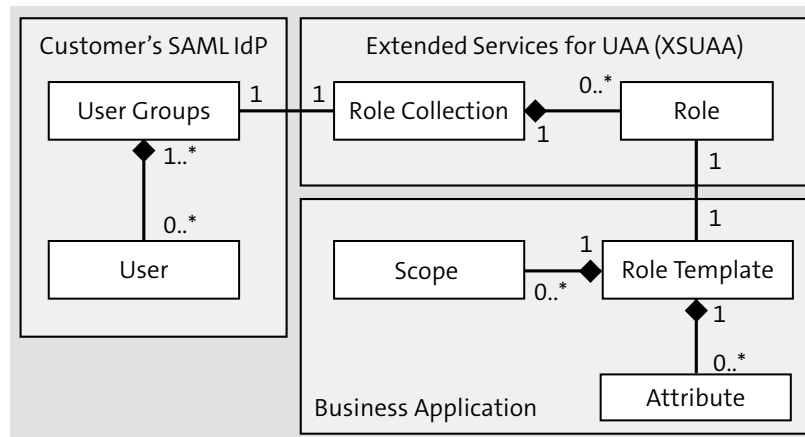 Customer’s SAML IdP
User Groups
1
1..*
0..*
User
Extended Services for UAA (XSUAA)
1
Role Collection
1
0..*
Role
1
1
Scope
0..*
1
Role Template
1
0..*
Attribute
Business Application